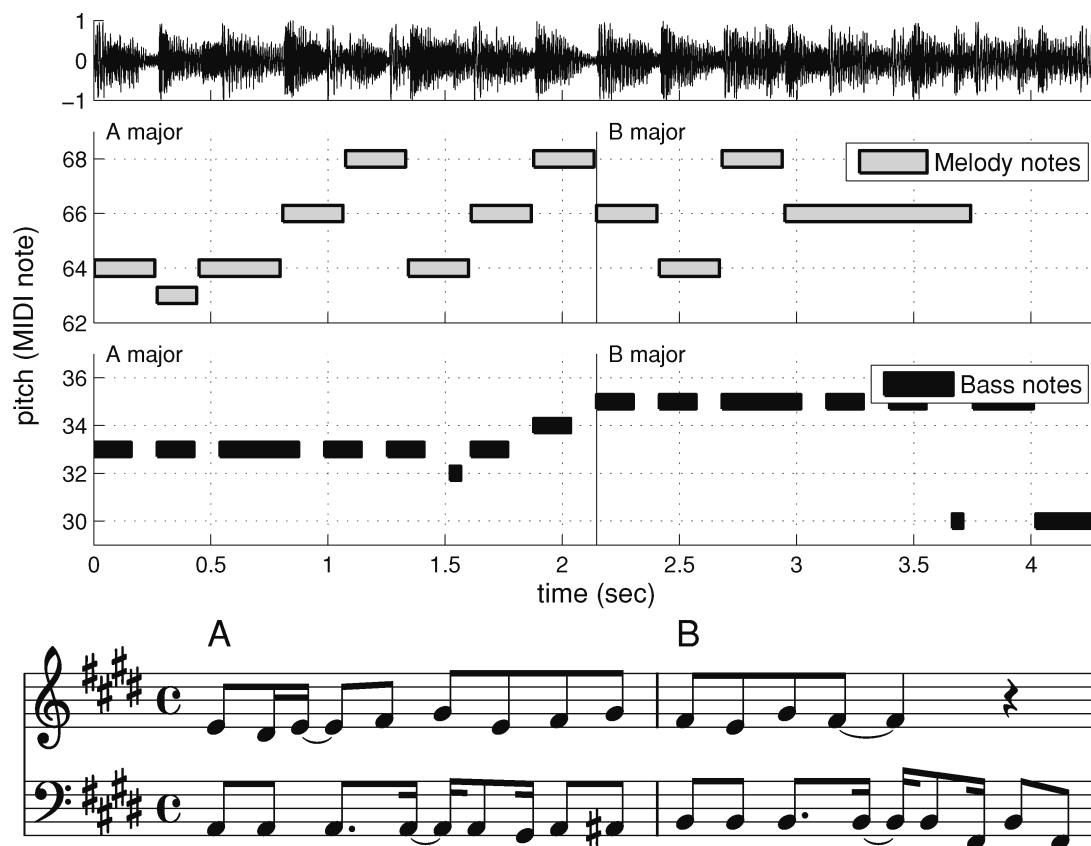 1
0
−1
A major
B major
68
Melody notes
66
64
62
A major
B major
36
Bass notes
34
32
30
pitch (MIDI note)
0 0.5 1 1.5 2 2.5 3 3.5 4
time (sec)
A B